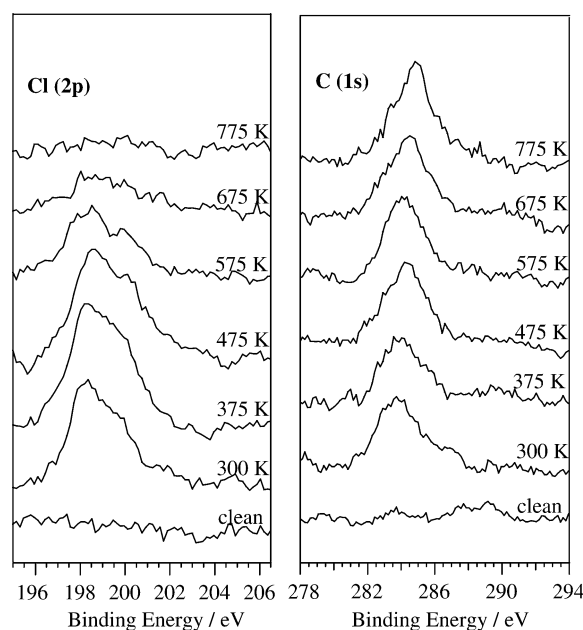 Cl (2p)
775 K
675 K
575 K
475 K
375 K
300 K
clean
196 198 200 202 204 206
Binding Energy / eV
C (1s)
775 K
675 K
575 K
475 K
375 K
300 K
clean
278 282 286 290 294
Binding Energy / eV